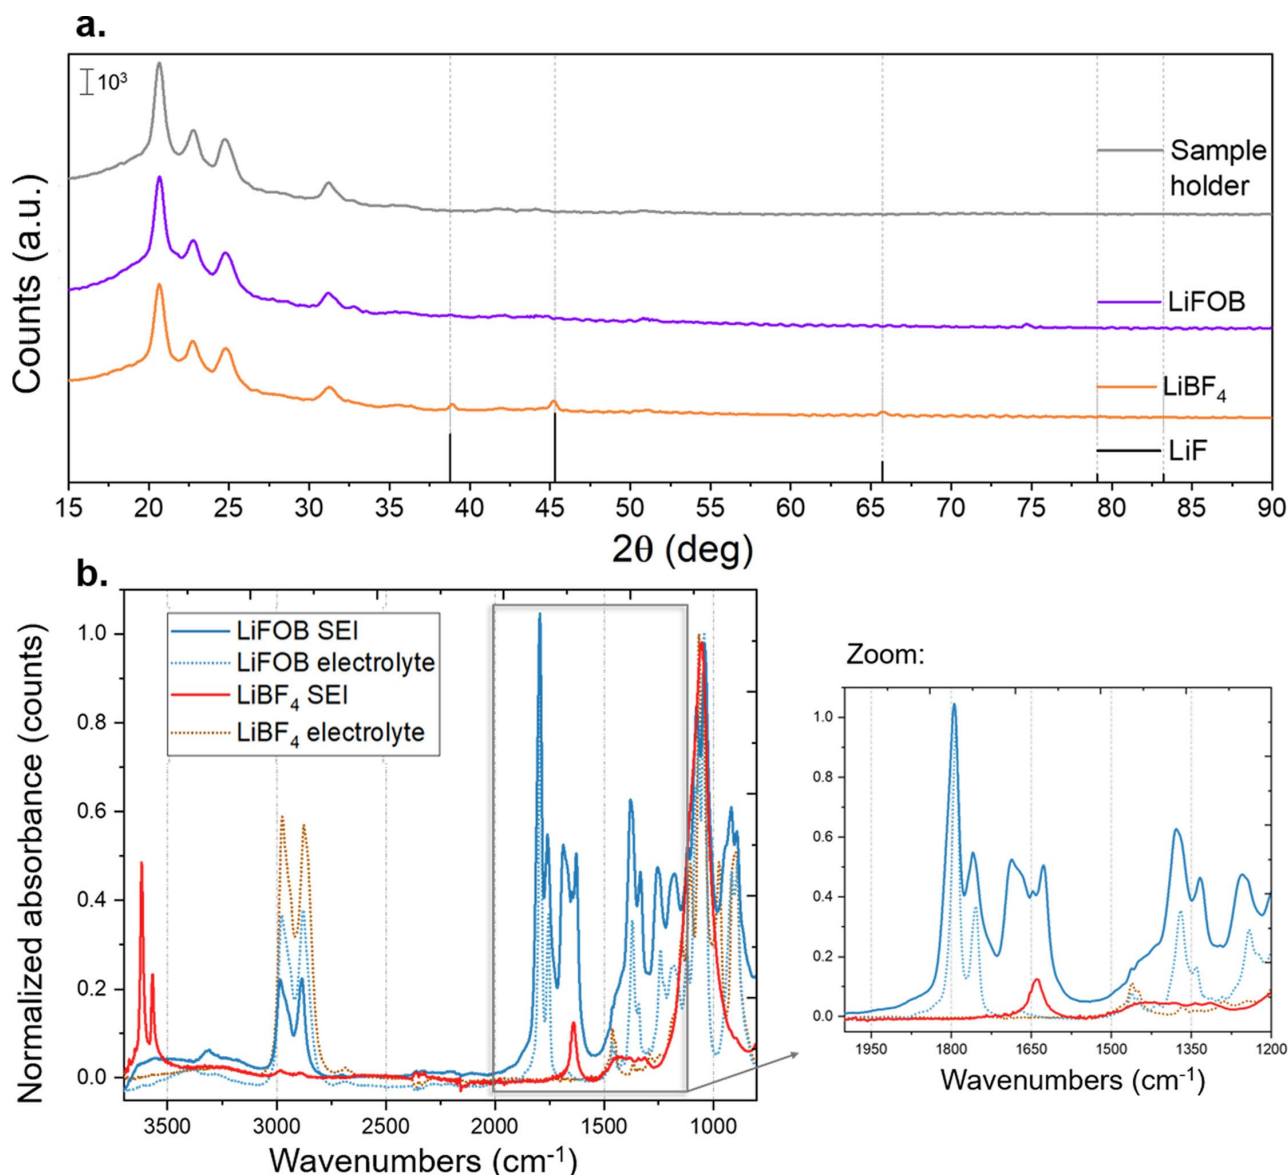 a.
10³
Counts (a.u.)
Sample
holder
LiFOB
LiBF₄
LiF
15 20 25 30 35 40 45 50 55 60 65 70 75 80 85 90
2θ (deg)
b.
Normalized absorbance (counts)
1.0
0.8
0.6
0.4
0.2
0.0
LiFOB SEI
LiFOB electrolyte
LiBF₄ SEI
LiBF₄ electrolyte
3500 3000 2500 2000 1500 1000
Wavenumbers (cm⁻¹)
Zoom:
1.0
0.8
0.6
0.4
0.2
0.0
1950 1800 1650 1500 1350 1200
Wavenumbers (cm⁻¹)